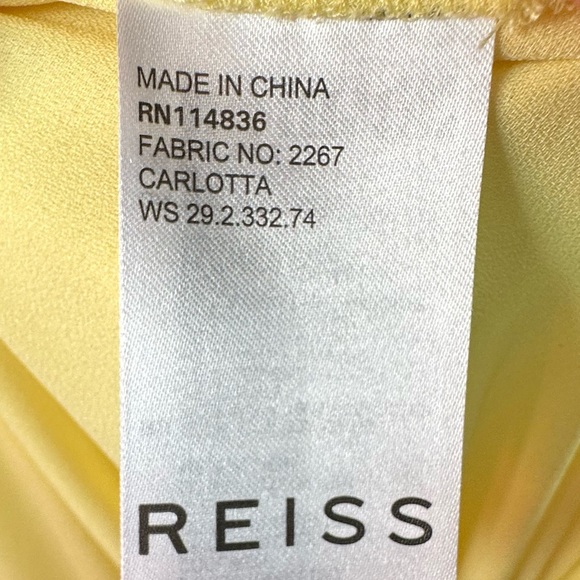 MADE IN CHINA
RN114836
FABRIC NO: 2267
CARLOTTA
WS 29.2.332.74
REISS